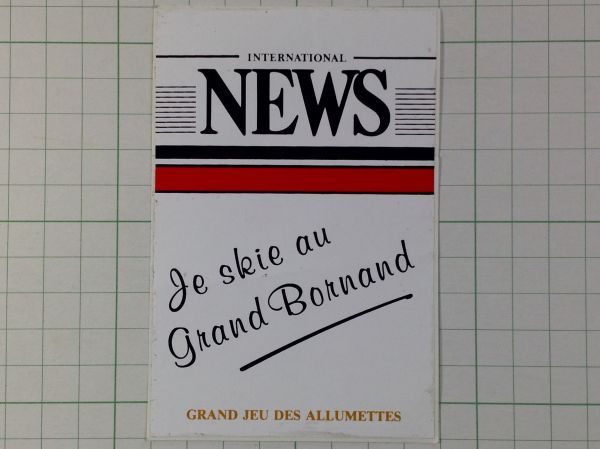 INTERNATIONAL
NEWS
Je skie au
Grand Bornand
GRAND JEU DES ALLUMETTES